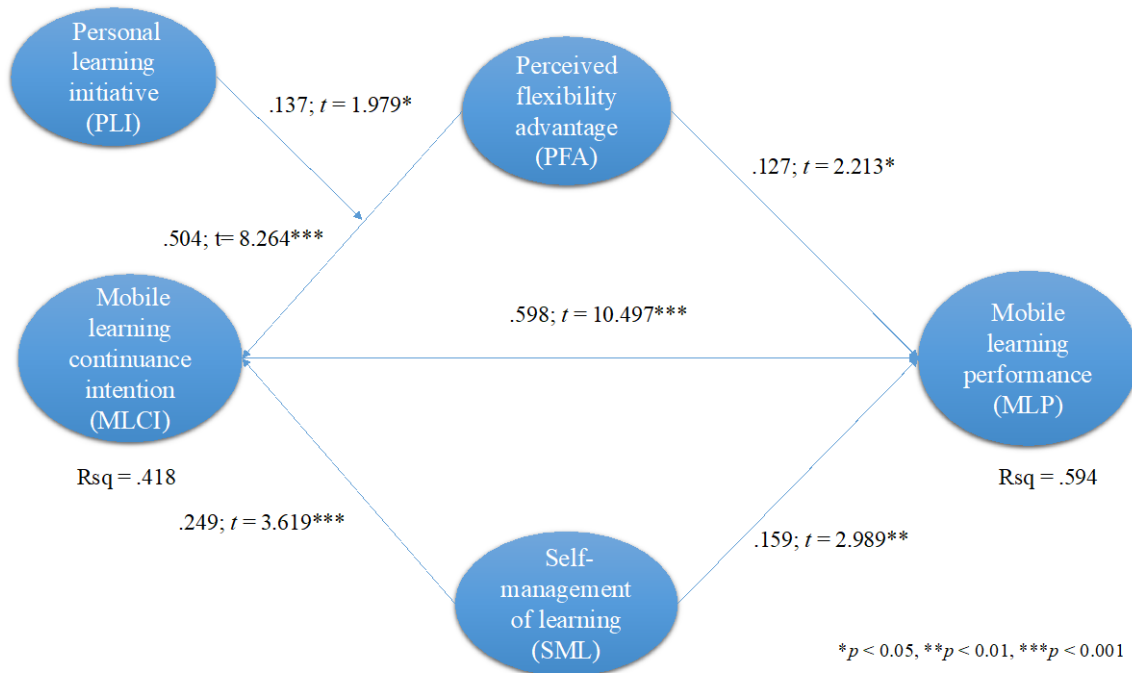 Personal
learning
initiative
(PLI)
Perceived
flexibility
advantage
(PFA)
.137; t = 1.979*
.127; t = 2.213*
.504; t= 8.264***
Mobile
learning
continuance
intention
(MLCI)
.598; t = 10.497***
Mobile
learning
performance
(MLP)
Rsq = .418
Rsq = .594
.249; t = 3.619***
.159; t = 2.989**
Self-
management
of learning
(SML)
*p < 0.05, **p < 0.01, ***p < 0.001